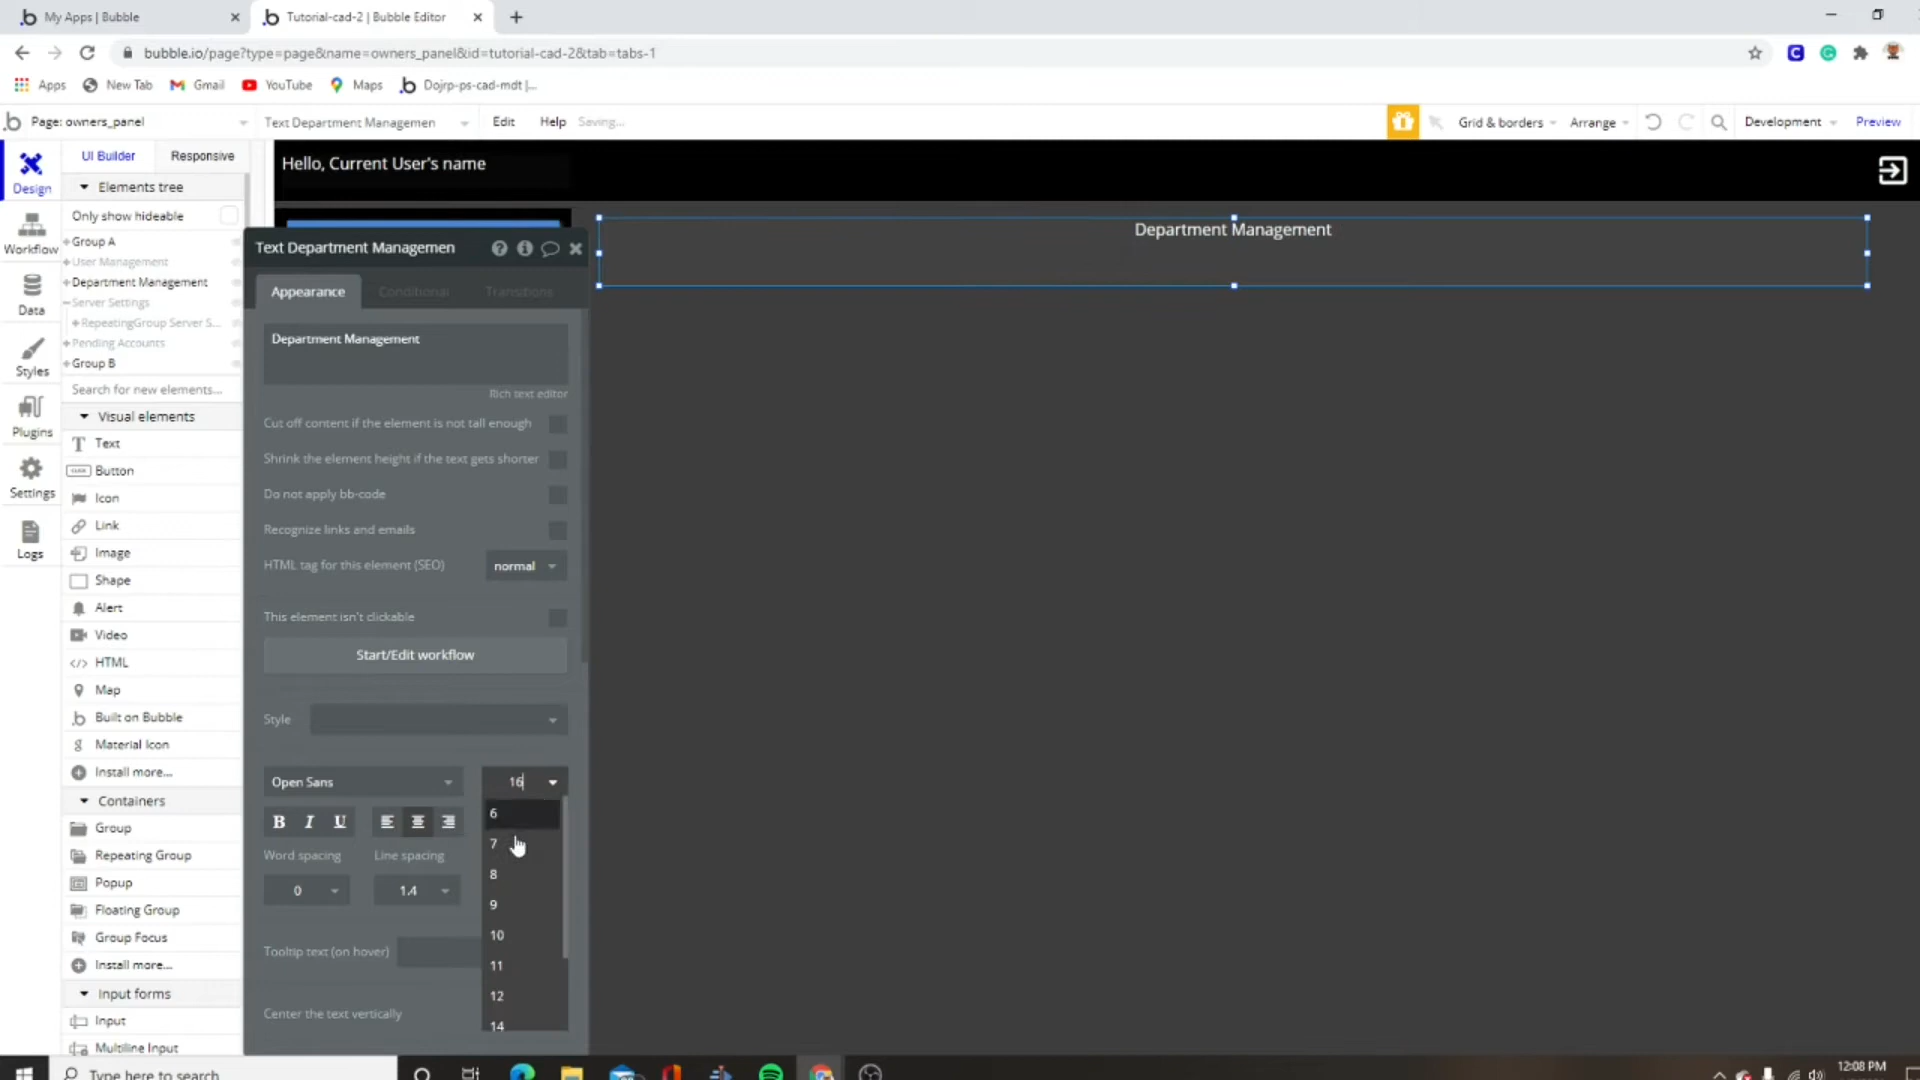 My Apps | Bubble
Tutorial-cad-2 | Bubble Editor
bubble.io/page?type=page&name=owners_panel&id=tutorial-cad-2&tab=tabs-1
Apps
New Tab
Gmail
YouTube
Maps
Dojrp-ps-cad-mdt |...
Page: owners_panel
Text Department Managemen
Edit
Help
Saving...
Grid & borders
Arrange
Development
Preview
Design
Workflow
Data
Styles
Plugins
Settings
Logs
UI Builder
Responsive
Elements tree
Only show hideable
Group A
User Management
Department Management
Server Settings
RepeatingGroup Server S...
Pending Accounts
Group B
Search for new elements...
Visual elements
Text
Button
Icon
Link
Image
Shape
Alert
Video
HTML
Map
Built on Bubble
Material Icon
Install more...
Containers
Group
Repeating Group
Popup
Floating Group
Group Focus
Install more...
Input forms
Input
Multiline Input
Hello, Current User's name
Department Management
Text Department Managemen
Appearance
Conditional
Transitions
Department Management
Rich text editor
Cut off content if the element is not tall enough
Shrink the element height if the text gets shorter
Do not apply bb-code
Recognize links and emails
HTML tag for this element (SEO)
normal
This element isn't clickable
Start/Edit workflow
Style
Open Sans
16
B I U
Word spacing
Line spacing
0
1.4
6
7
8
9
10
11
12
14
Tooltip text (on hover)
Center the text vertically
Type here to search
12:08 PM